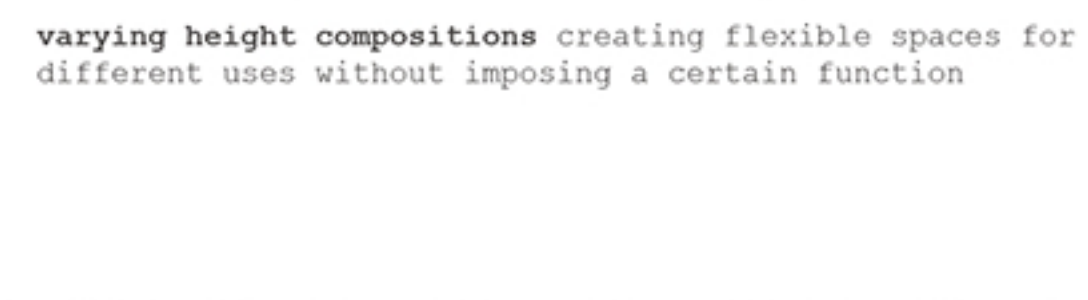 varying height compositions creating flexible spaces for
different uses without imposing a certain function